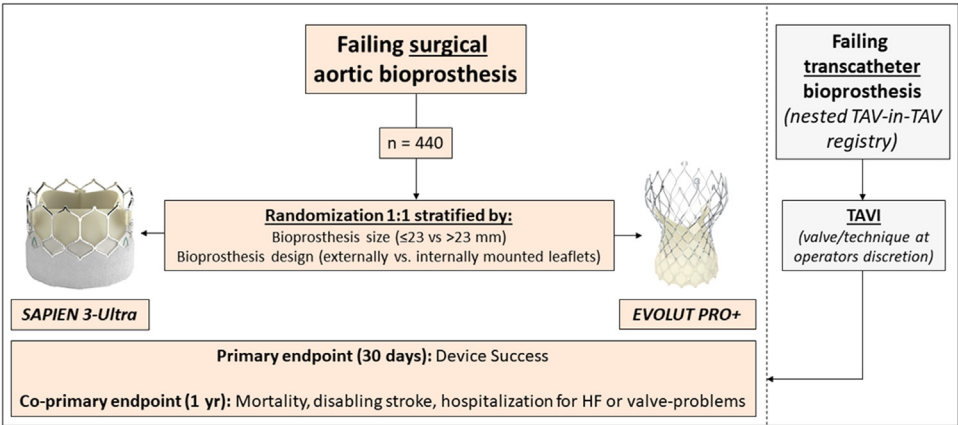 Failing surgical
aortic bioprosthesis
n = 440
Randomization 1:1 stratified by:
Bioprosthesis size (≤23 vs >23 mm)
Bioprosthesis design (externally vs. internally mounted leaflets)
SAPIEN 3-Ultra
EVOLUT PRO+
Primary endpoint (30 days): Device Success
Co-primary endpoint (1 yr): Mortality, disabling stroke, hospitalization for HF or valve-problems
Failing
transcatheter
bioprosthesis
(nested TAV-in-TAV
registry)
TAVI
(valve/technique at
operators discretion)